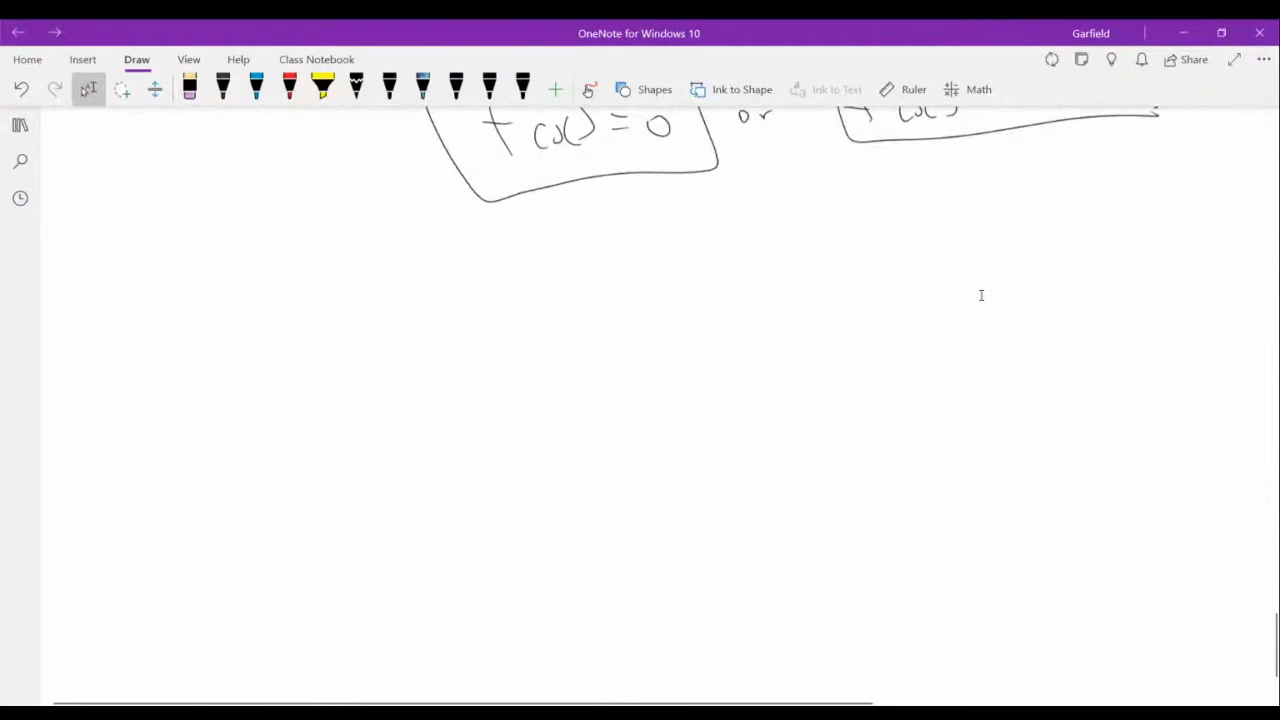 OneNote for Windows 10
Garfield
Home Insert Draw View Help Class Notebook
Share
Shapes Ink to Shape Ink to Text Ruler Math
= 0 or